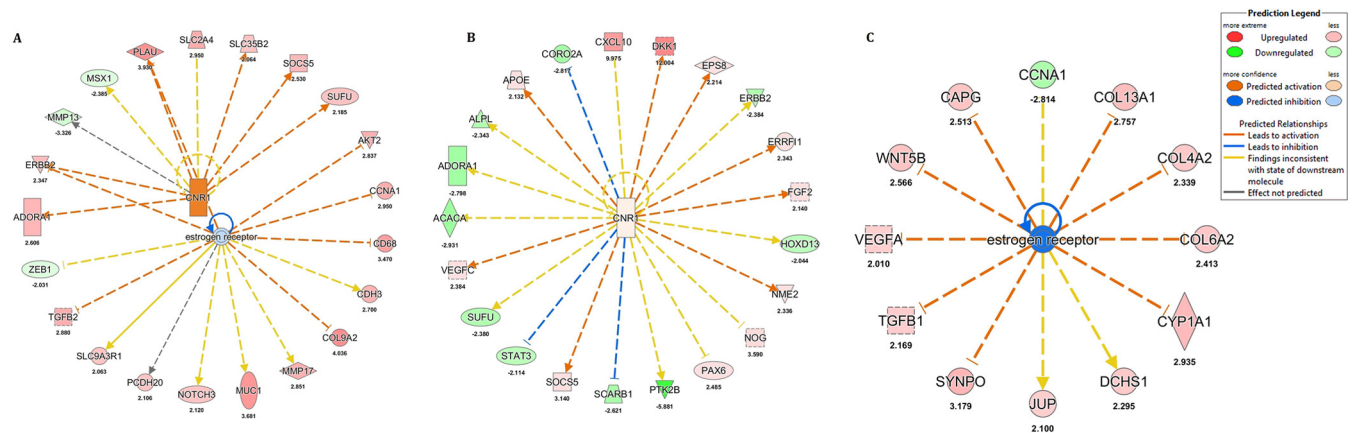 A
PLAU
3.930
SLC2A4
2.950
SLC35B2
2.064
SOCS5
2.530
SUFU
2.185
AKT2
2.837
CCNA1
2.950
CD68
3.470
CDH3
2.700
COL9A2
4.036
MMP17
2.851
MUC1
3.681
NOTCH3
2.120
PCDH20
2.106
SLC9A3R1
2.063
TGFB2
2.880
ZEB1
-2.031
ADORA1
2.606
ERBB2
2.347
MMP13
-3.326
MSX1
-2.385
CNR1
estrogen receptor
B
CORO2A
-2.811
CXCL10
9.975
DKK1
12.004
EPS8
2.214
ERBB2
-2.384
ERRFI1
2.343
FGF2
2.140
HOXD13
-2.044
NME2
2.336
NOG
3.590
PAX6
2.485
PTK2B
-5.881
SCARB1
-2.621
SOCS5
3.140
STAT3
-2.114
SUFU
-2.380
VEGFC
2.384
ACACA
-2.931
ADORA1
-2.798
ALPL
-2.343
APOE
2.132
CNR1
C
CCNA1
-2.814
COL13A1
2.757
COL4A2
2.339
COL6A2
2.413
CYP1A1
2.935
DCHS1
2.295
JUP
2.100
SYNPO
3.179
TGFB1
2.169
VEGFA
2.010
WNT5B
2.566
CAPG
2.513
estrogen receptor
Prediction Legend
more extreme less
Upregulated
Downregulated
more confidence less
Predicted activation
Predicted inhibition
Predicted Relationships
Leads to activation
Leads to inhibition
Findings inconsistent
with state of downstream
molecule
Effect not predicted